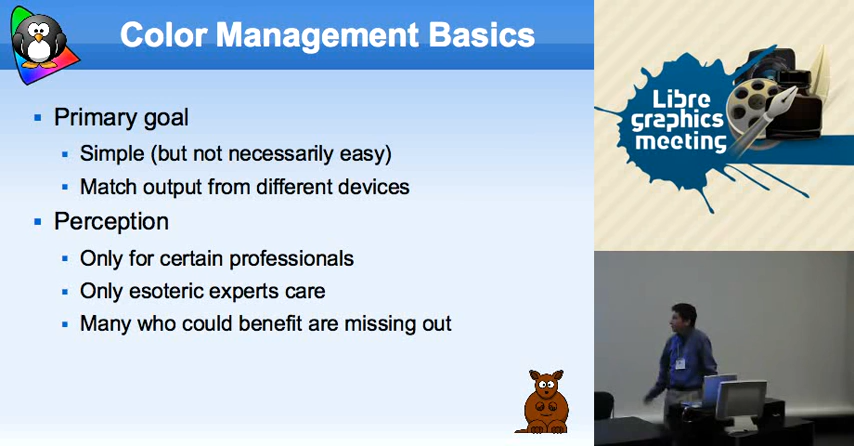 Color Management Basics
Primary goal
Simple (but not necessarily easy)
Match output from different devices
Perception
Only for certain professionals
Only esoteric experts care
Many who could benefit are missing out
Libre
graphics
meeting